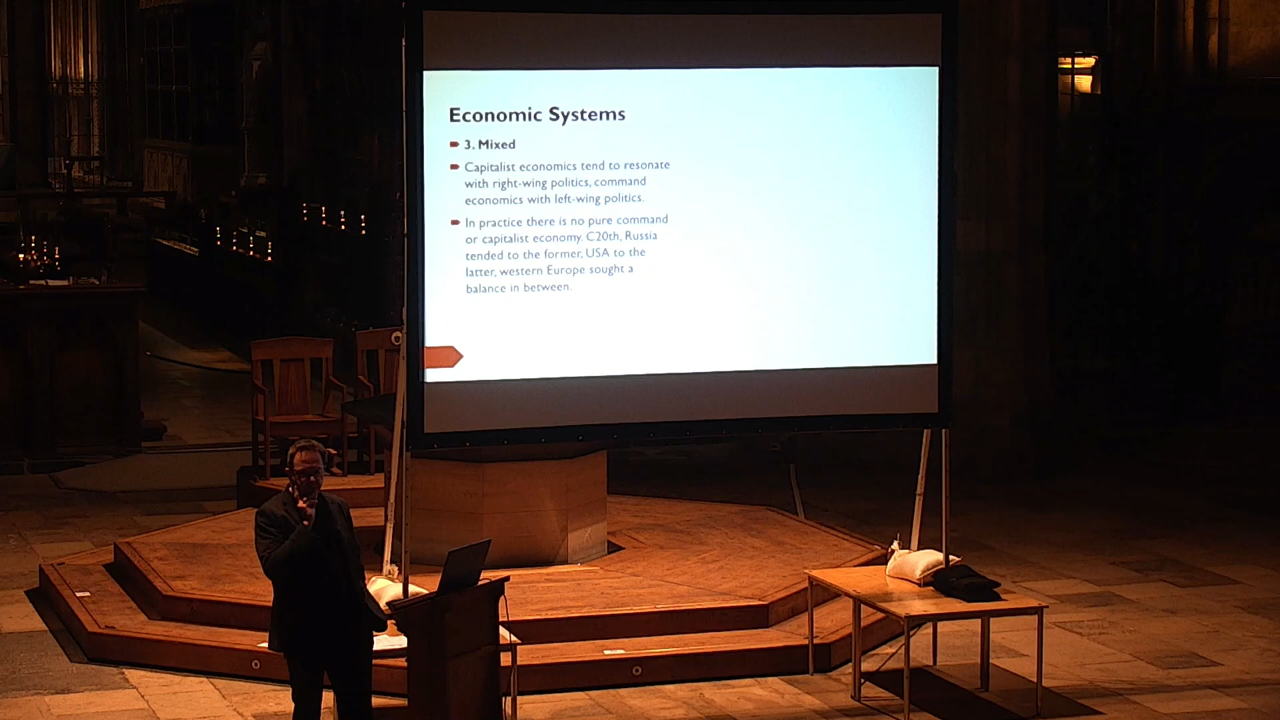 Economic Systems
3. Mixed
Capitalist economics tend to resonate
with right-wing politics, command
economics with left-wing politics.
In practice there is no pure command
or capitalist economy. C20th, Russia
tended to the former, USA to the
latter, western Europe sought a
balance in between.